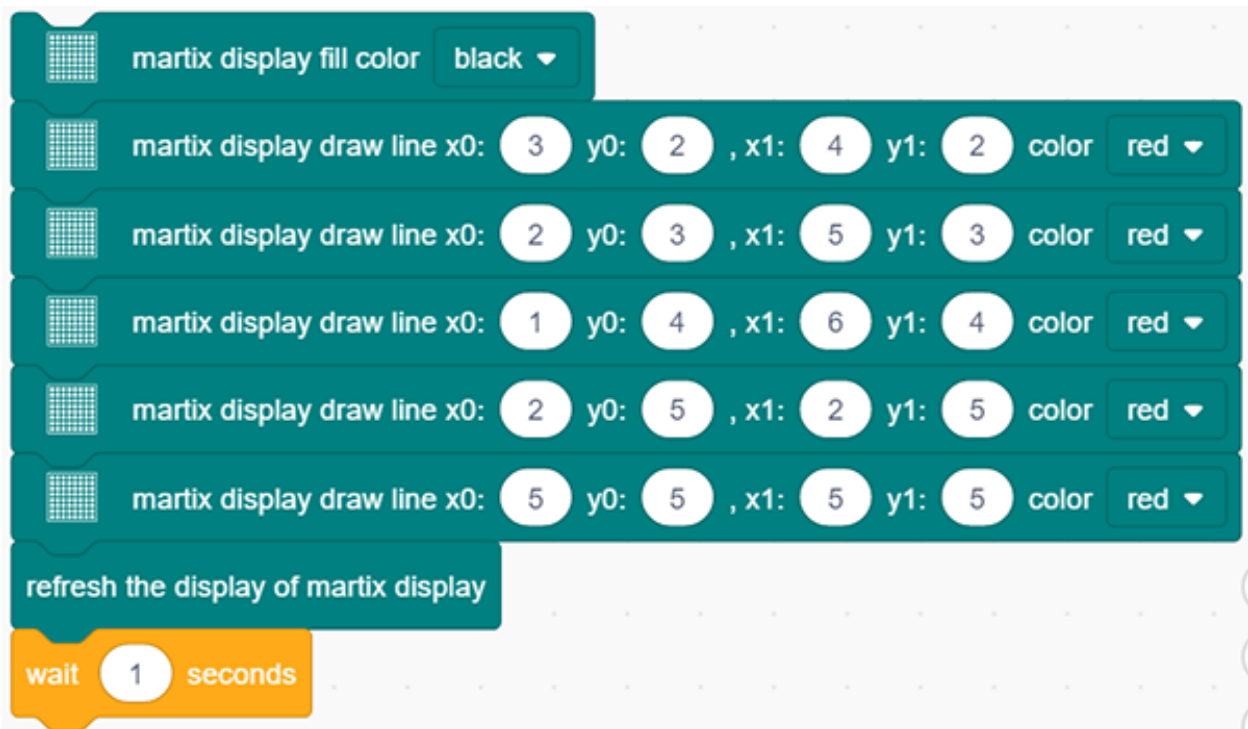 martix display fill color black
martix display draw line x0: 3 y0: 2 , x1: 4 y1: 2 color red
martix display draw line x0: 2 y0: 3 , x1: 5 y1: 3 color red
martix display draw line x0: 1 y0: 4 , x1: 6 y1: 4 color red
martix display draw line x0: 2 y0: 5 , x1: 2 y1: 5 color red
martix display draw line x0: 5 y0: 5 , x1: 5 y1: 5 color red
refresh the display of martix display
wait 1 seconds